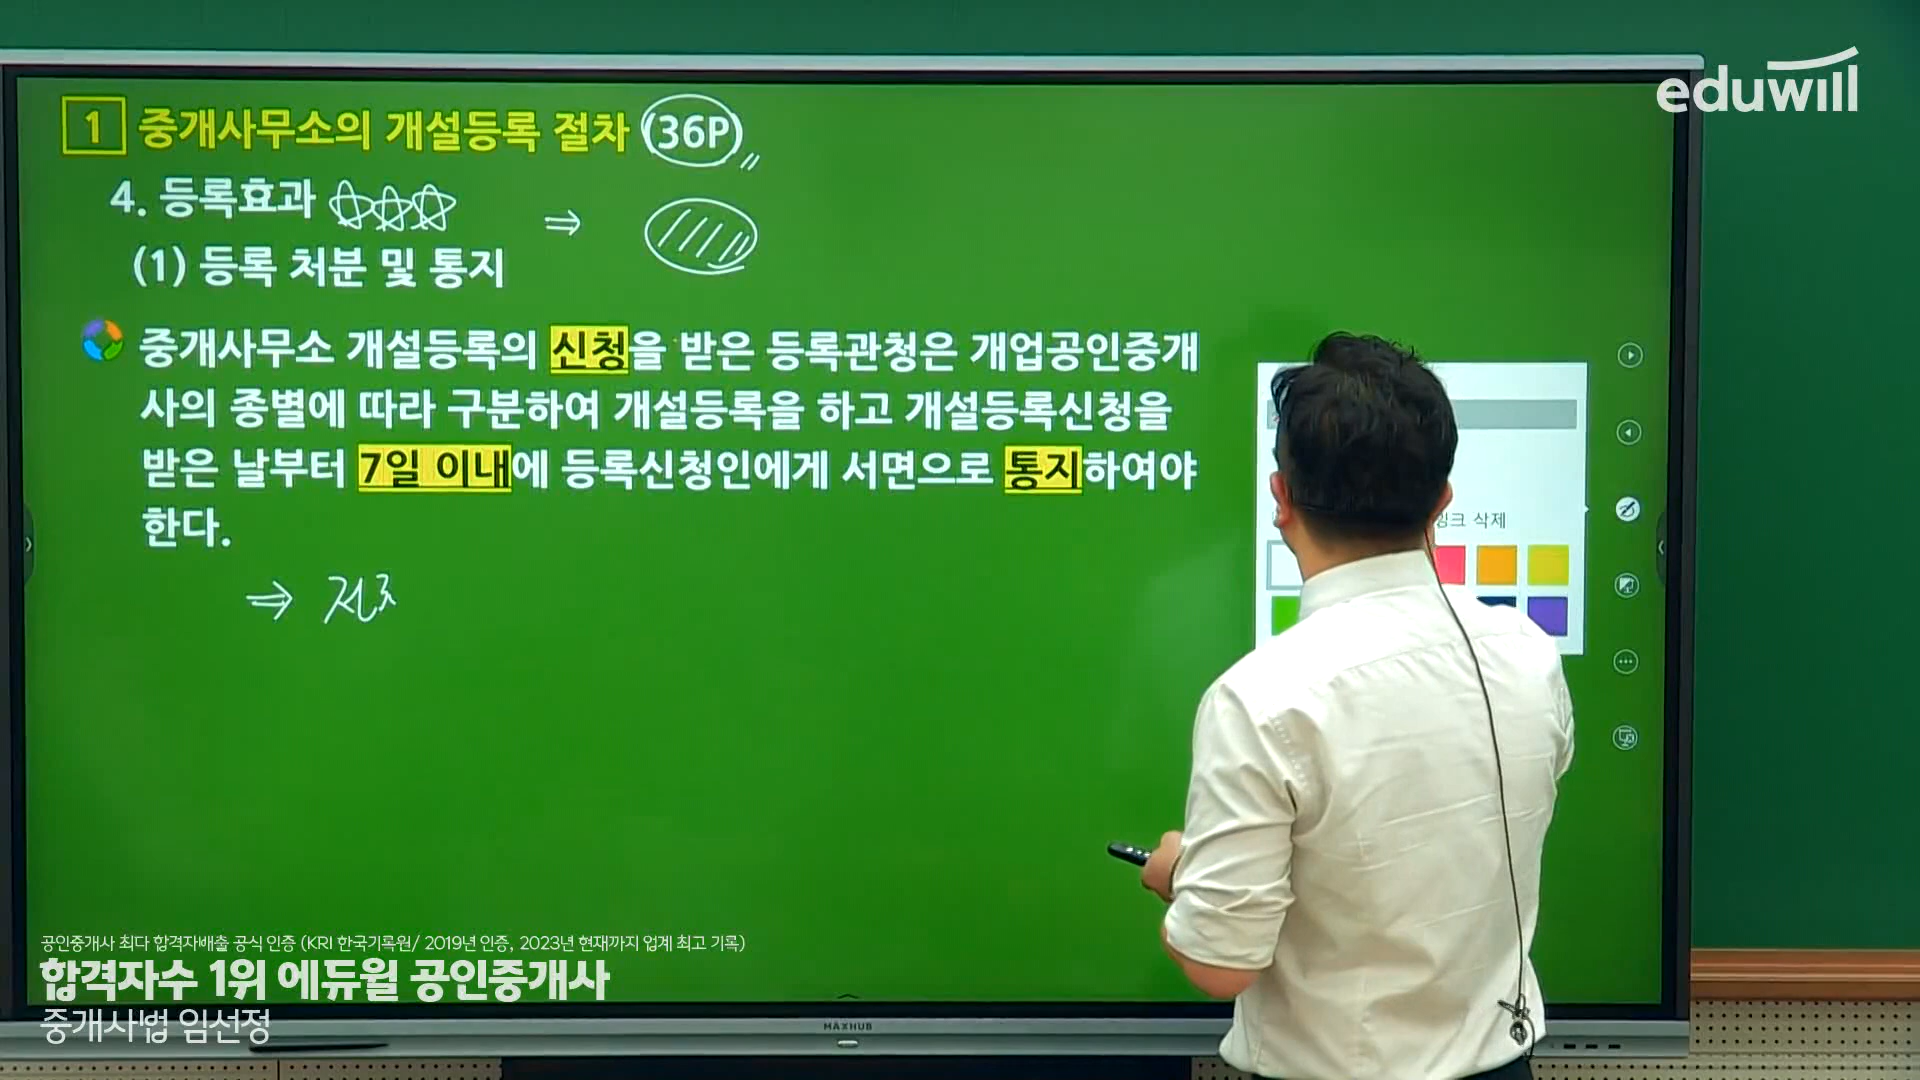 eduwill
1 중개사무소의 개설등록 절차 (36P)
4. 등록효과
⇒
(1) 등록 처분 및 통지
중개사무소 개설등록의 신청을 받은 등록관청은 개업공인중개
사의 종별에 따라 구분하여 개설등록을 하고 개설등록신청을
받은 날부터 7일 이내에 등록신청인에게 서면으로 통지하여야
한다.
⇒
잉크 삭제
공인중개사 최다 합격자배출 공식 인증 (KRI 한국기록원/ 2019년 인증, 2023년 현재까지 업계 최고 기록)
합격자수 1위 에듀윌 공인중개사
중개사법 임선정
MAXHUB